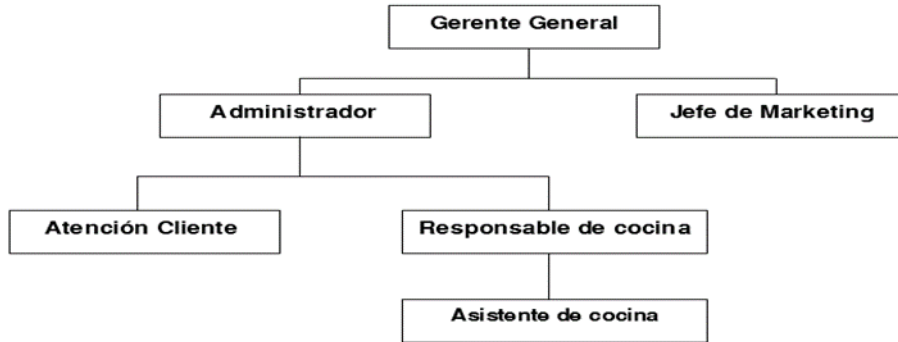 Gerente General
Administrador
Jefe de Marketing
Atención Cliente
Responsable de cocina
Asistente de cocina